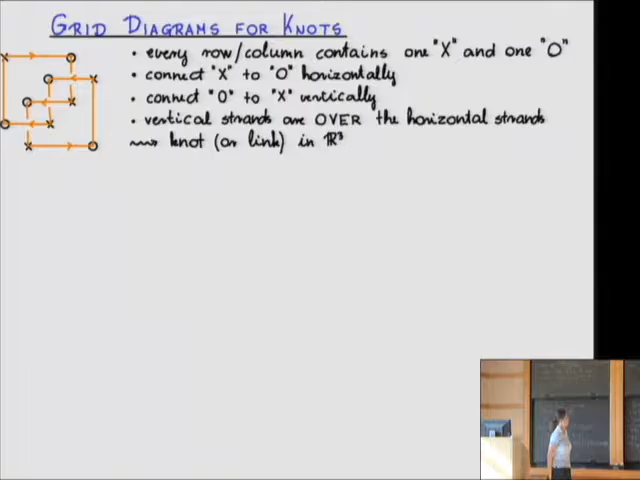 GRID DIAGRAMS FOR KNOTS
• every row/column contains one "X" and one "O"
• connect "X" to "O" horizontally
• connect "O" to "X" vertically
• vertical strands are OVER the horizontal strands
⇝ knot (or link) in ℝ³